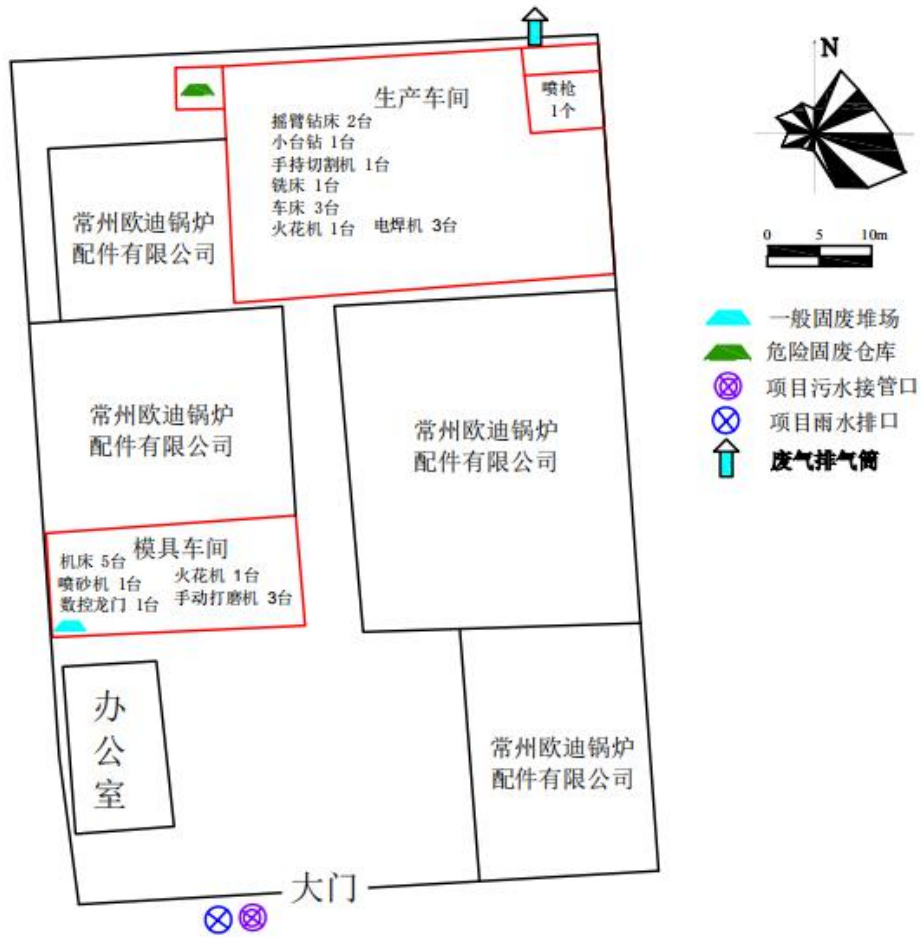 N
生产车间
摇臂钻床 2台
小台钻 1台
手持切割机 1台
铣床 1台
车床 3台
火花机 1台
电焊机 3台
喷枪
1个
0 5 10m
一般固废堆场
危险固废仓库
项目污水接管口
项目雨水排口
废气排气筒
常州欧迪锅炉
配件有限公司
常州欧迪锅炉
配件有限公司
常州欧迪锅炉
配件有限公司
模具车间
机床 5台
喷砂机 1台
数控龙门 1台
火花机 1台
手动打磨机 3台
办
公
室
常州欧迪锅炉
配件有限公司
大门